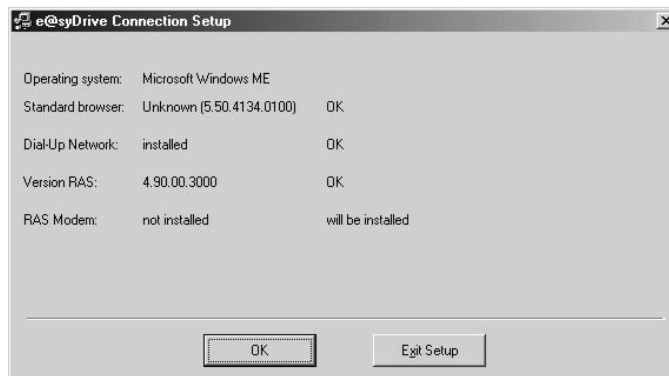 e@syDrive Connection Setup
Operating system: Microsoft Windows ME
Standard browser: Unknown (5.50.4134.0100) OK
Dial-Up Network: installed OK
Version RAS: 4.90.00.3000 OK
RAS Modem: not installed will be installed
OK Exit Setup